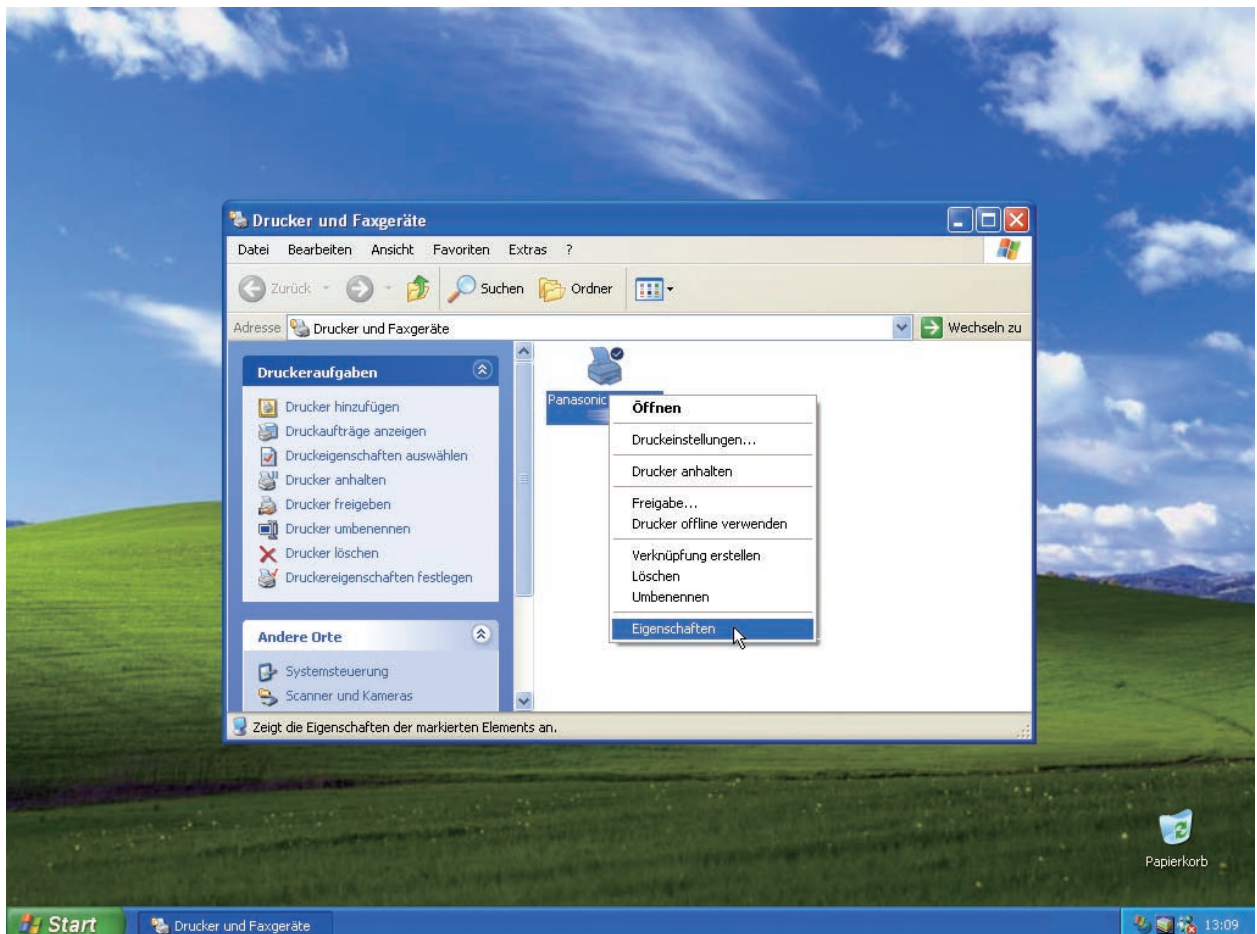 Drucker und Faxgeräte
Datei Bearbeiten Ansicht Favoriten Extras ?
Zurück Suchen Ordner
Adresse Drucker und Faxgeräte Wechseln zu
Druckeraufgaben
Drucker hinzufügen
Druckaufträge anzeigen
Druckeigenschaften auswählen
Drucker anhalten
Drucker freigeben
Drucker umbenennen
Drucker löschen
Druckereigenschaften festlegen
Andere Orte
Systemsteuerung
Scanner und Kameras
Panasonic
Öffnen
Druckeinstellungen...
Drucker anhalten
Freigabe...
Drucker offline verwenden
Verknüpfung erstellen
Löschen
Umbenennen
Eigenschaften
Zeigt die Eigenschaften der markierten Elements an.
Papierkorb
Start Drucker und Faxgeräte 13:09